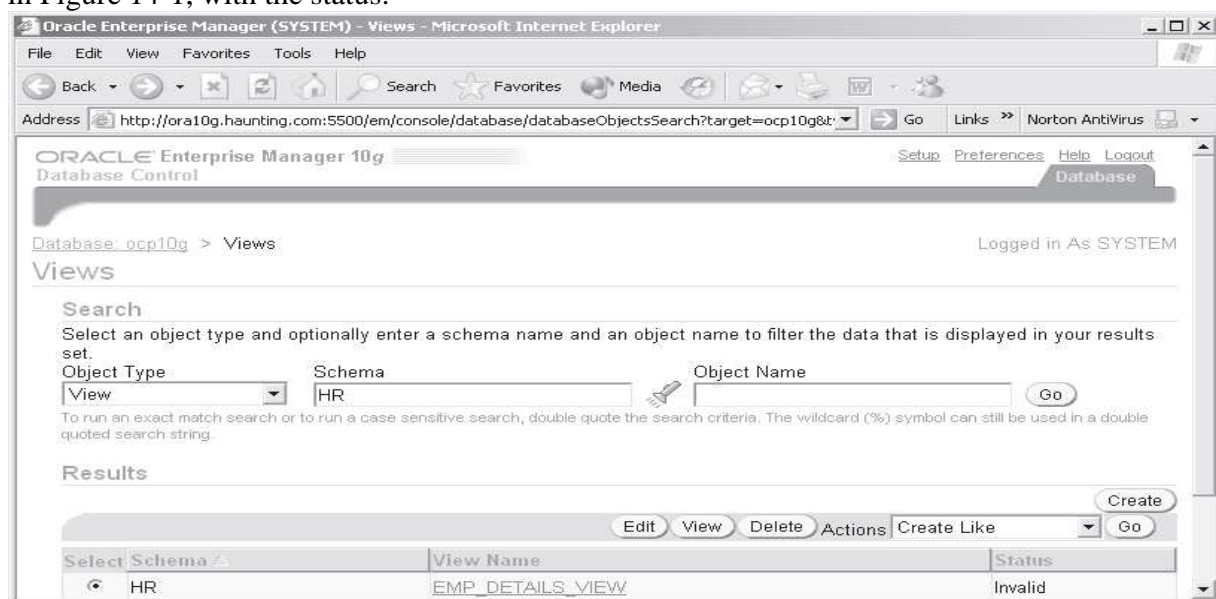 in Figure 14-1, with the status:
Oracle Enterprise Manager (SYSTEM) - Views - Microsoft Internet Explorer
File Edit View Favorites Tools Help
Back Search Favorites Media
Address http://ora10g.haunting.com:5500/em/console/database/databaseObjectsSearch?target=ocp10g&t Go Links » Norton AntiVirus
ORACLE Enterprise Manager 10g
Database Control
Setup Preferences Help Logout
Database
Database: ocp10g > Views
Logged in As SYSTEM
Views
Search
Select an object type and optionally enter a schema name and an object name to filter the data that is displayed in your results
set.
Object Type Schema Object Name
View HR Go
To run an exact match search or to run a case sensitive search, double quote the search criteria. The wildcard (%) symbol can still be used in a double
quoted search string.
Results
Create
Edit View Delete Actions Create Like Go
Select Schema View Name Status
HR EMP_DETAILS_VIEW Invalid